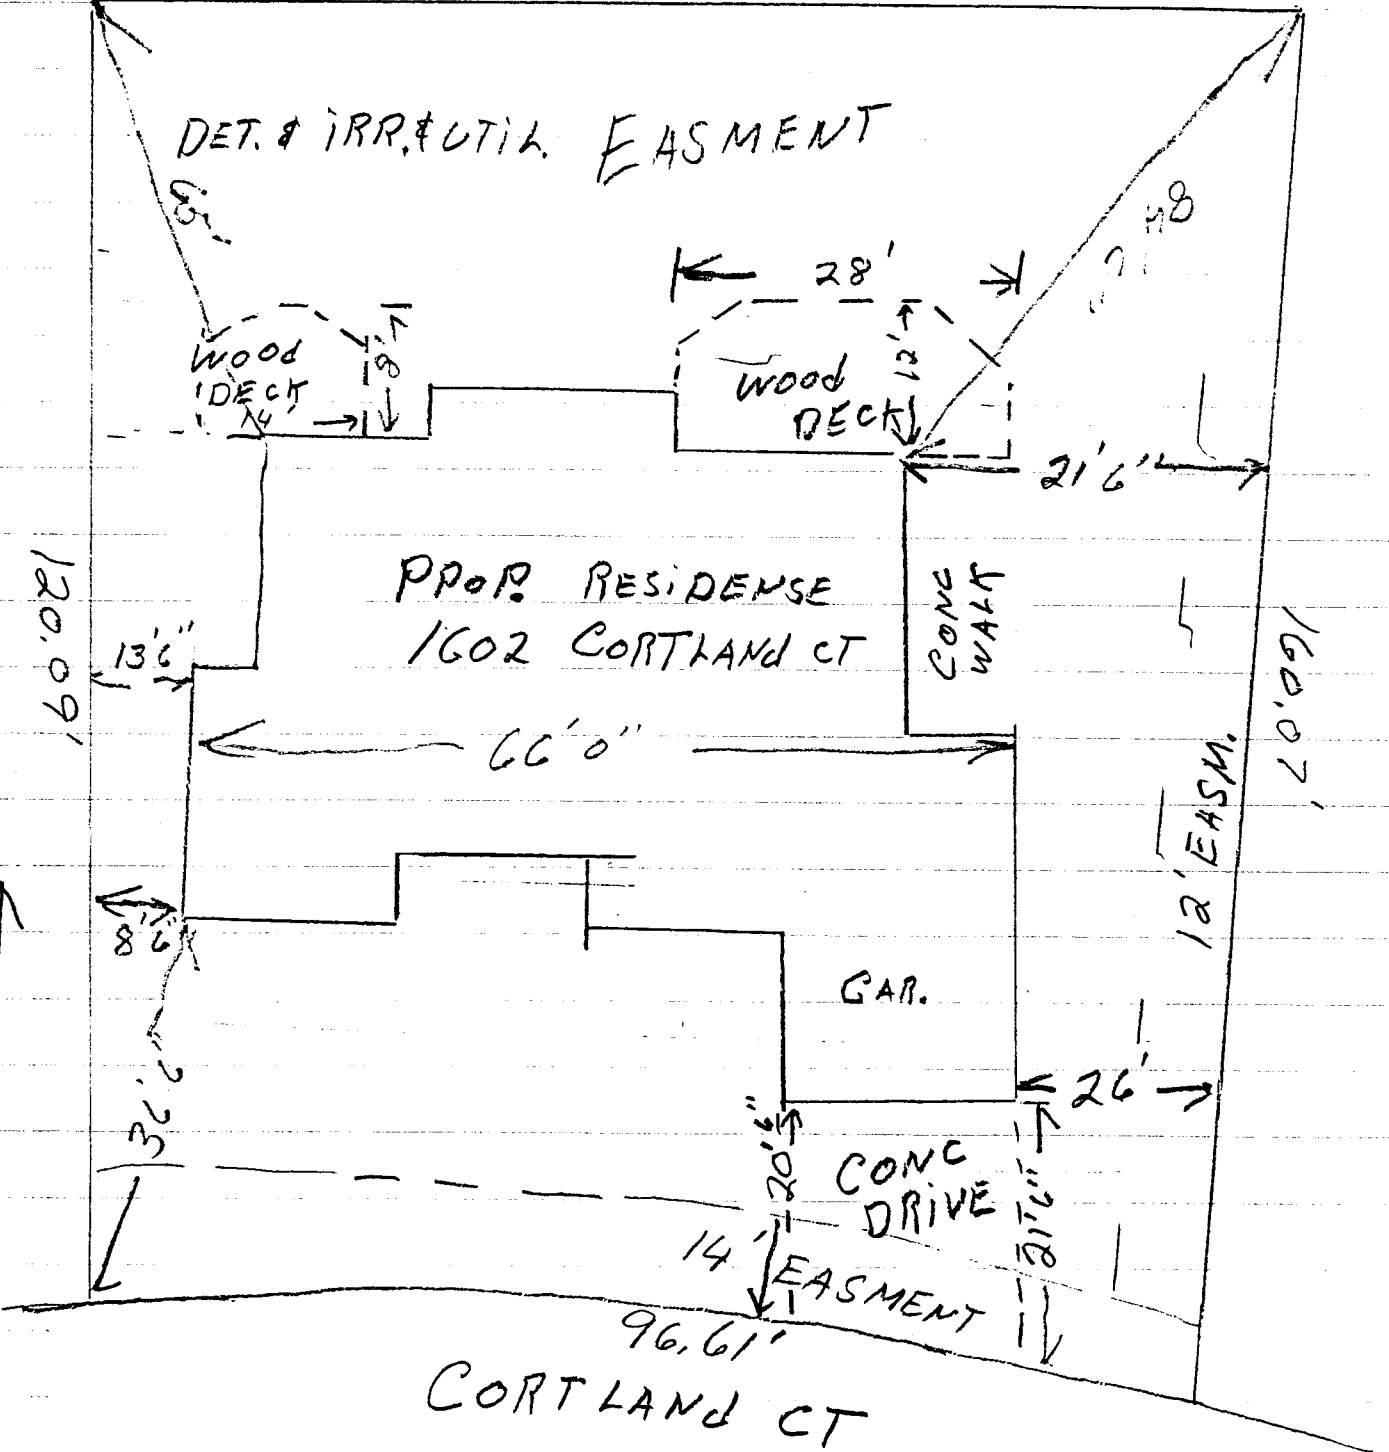 DET. & iRR. & UTiL. EASMENT
65'
28'
8'
12'
WOOD
DECK
14'
WOOD
DECK
21'6"
PROP. RESiDENSE
1602 CORTLANd CT
CONC
WALK
120.09'
13'6"
66'0"
160.07'
12' EASM.
8'6"
GAR.
26'
36'6"
20'6"
CONC
DRiVE
21'6"
14' EASMENT
96.61'
CORTLANd CT